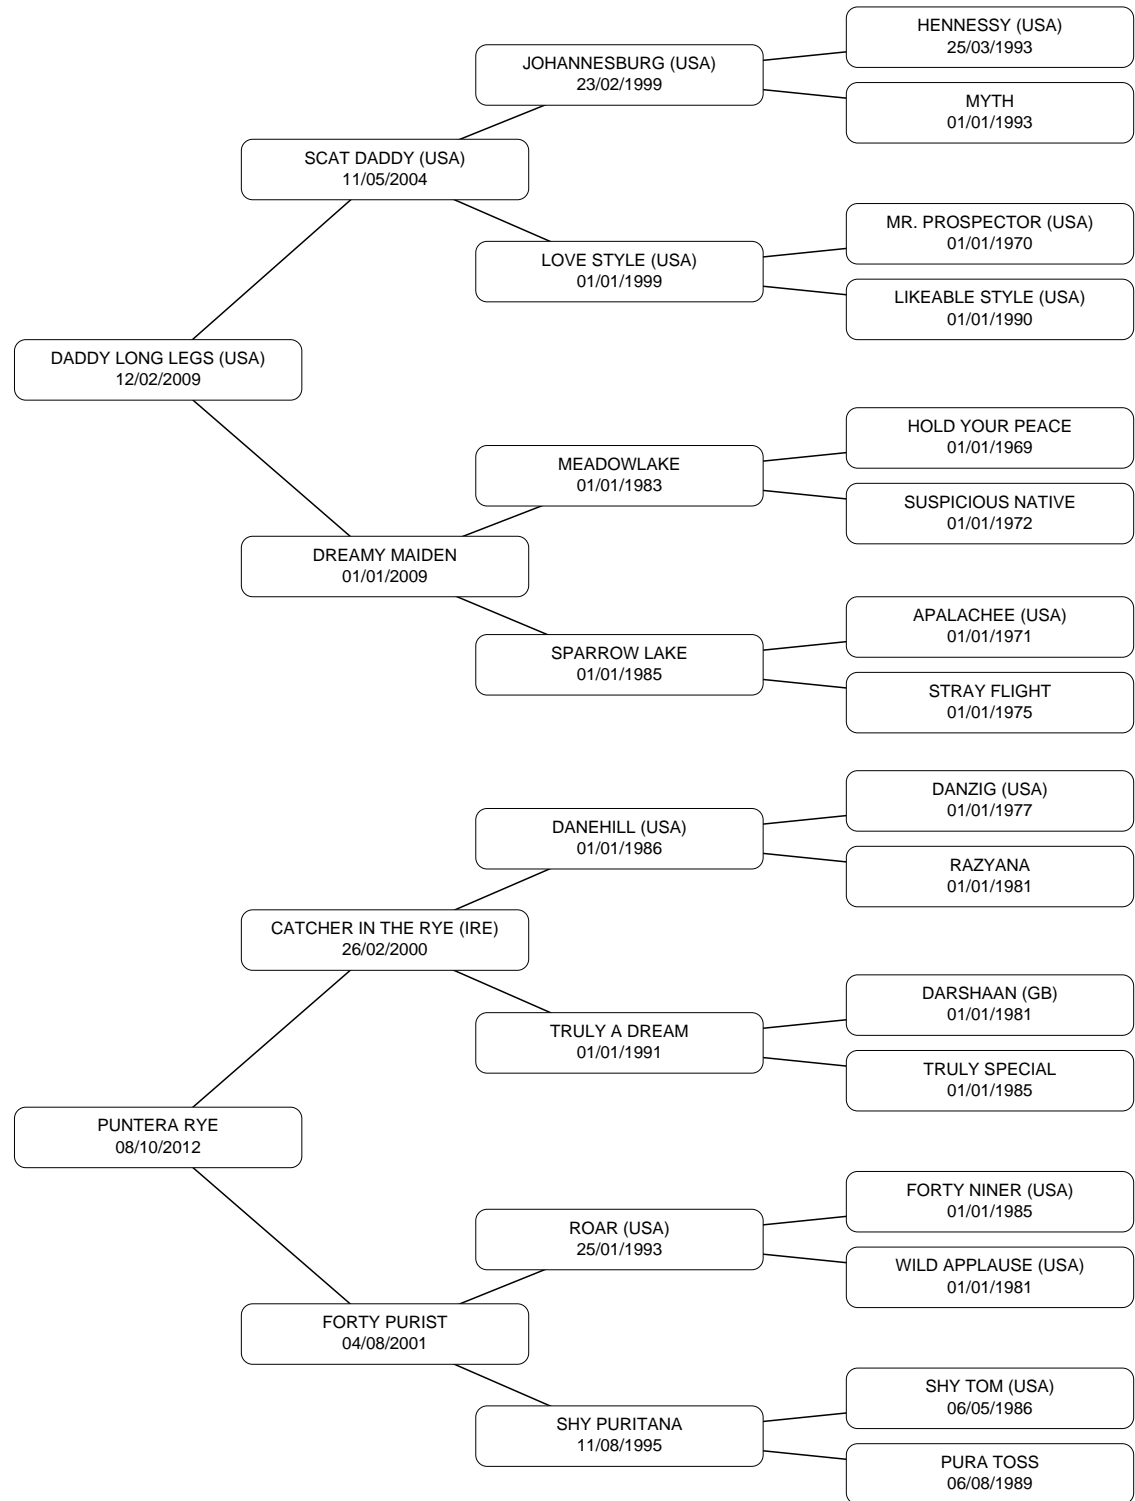 HENNESSY (USA)
25/03/1993
JOHANNESBURG (USA)
23/02/1999
MYTH
01/01/1993
SCAT DADDY (USA)
11/05/2004
MR. PROSPECTOR (USA)
01/01/1970
LOVE STYLE (USA)
01/01/1999
LIKEABLE STYLE (USA)
01/01/1990
DADDY LONG LEGS (USA)
12/02/2009
HOLD YOUR PEACE
01/01/1969
MEADOWLAKE
01/01/1983
SUSPICIOUS NATIVE
01/01/1972
DREAMY MAIDEN
01/01/2009
APALACHEE (USA)
01/01/1971
SPARROW LAKE
01/01/1985
STRAY FLIGHT
01/01/1975
DANZIG (USA)
01/01/1977
DANEHILL (USA)
01/01/1986
RAZYANA
01/01/1981
CATCHER IN THE RYE (IRE)
26/02/2000
DARSHAAN (GB)
01/01/1981
TRULY A DREAM
01/01/1991
TRULY SPECIAL
01/01/1985
PUNTERA RYE
08/10/2012
FORTY NINER (USA)
01/01/1985
ROAR (USA)
25/01/1993
WILD APPLAUSE (USA)
01/01/1981
FORTY PURIST
04/08/2001
SHY TOM (USA)
06/05/1986
SHY PURITANA
11/08/1995
PURA TOSS
06/08/1989